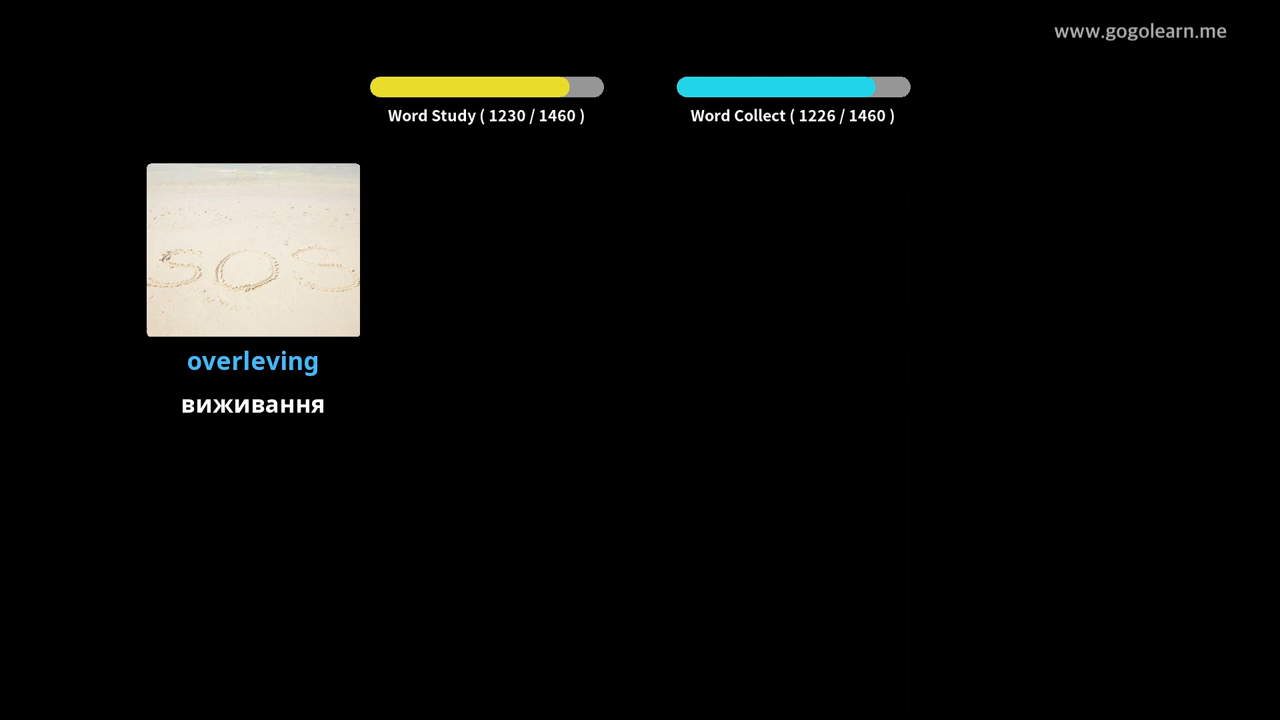 www.gogolearn.me
Word Study ( 1230 / 1460 )
Word Collect ( 1226 / 1460 )
SOS
overleving
виживання